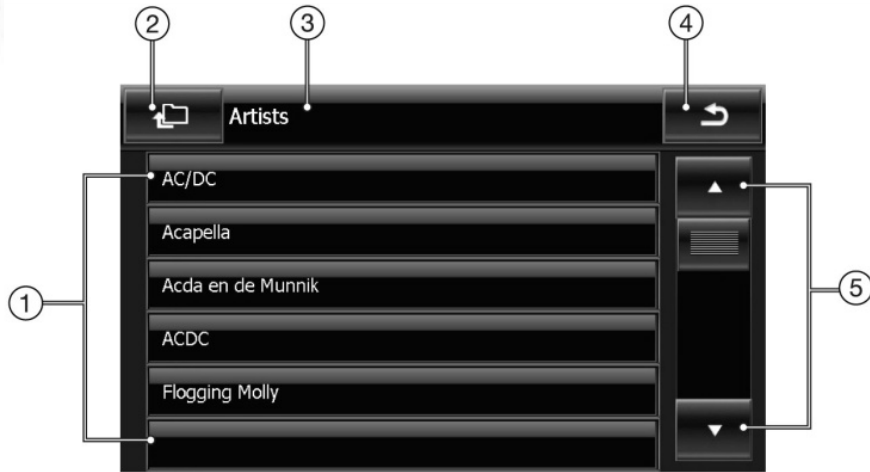 2 3 4
Artists
AC/DC
Acapella
Acda en de Munnik
1 5
ACDC
Flogging Molly